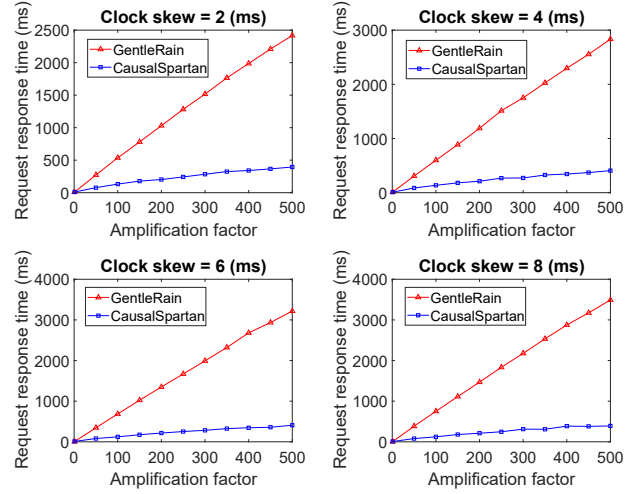 Clock skew = 2 (ms)
2500
2000
1500
1000
500
0
Request response time (ms)
GentleRain
CausalSpartan
0 100 200 300 400 500
Amplification factor
Clock skew = 4 (ms)
3000
2000
1000
0
Request response time (ms)
GentleRain
CausalSpartan
0 100 200 300 400 500
Amplification factor
Clock skew = 6 (ms)
4000
3000
2000
1000
0
Request response time (ms)
GentleRain
CausalSpartan
0 100 200 300 400 500
Amplification factor
Clock skew = 8 (ms)
4000
3000
2000
1000
0
Request response time (ms)
GentleRain
CausalSpartan
0 100 200 300 400 500
Amplification factor